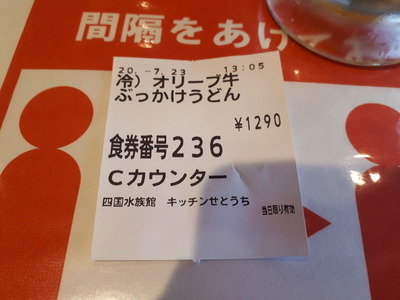 間隔をあけて
20.-7.23 13:05
冷）オリーブ牛
ぶっかけうどん
¥1290
食券番号236
Cカウンター
四国水族館 キッチンせとうち 当日限り有効